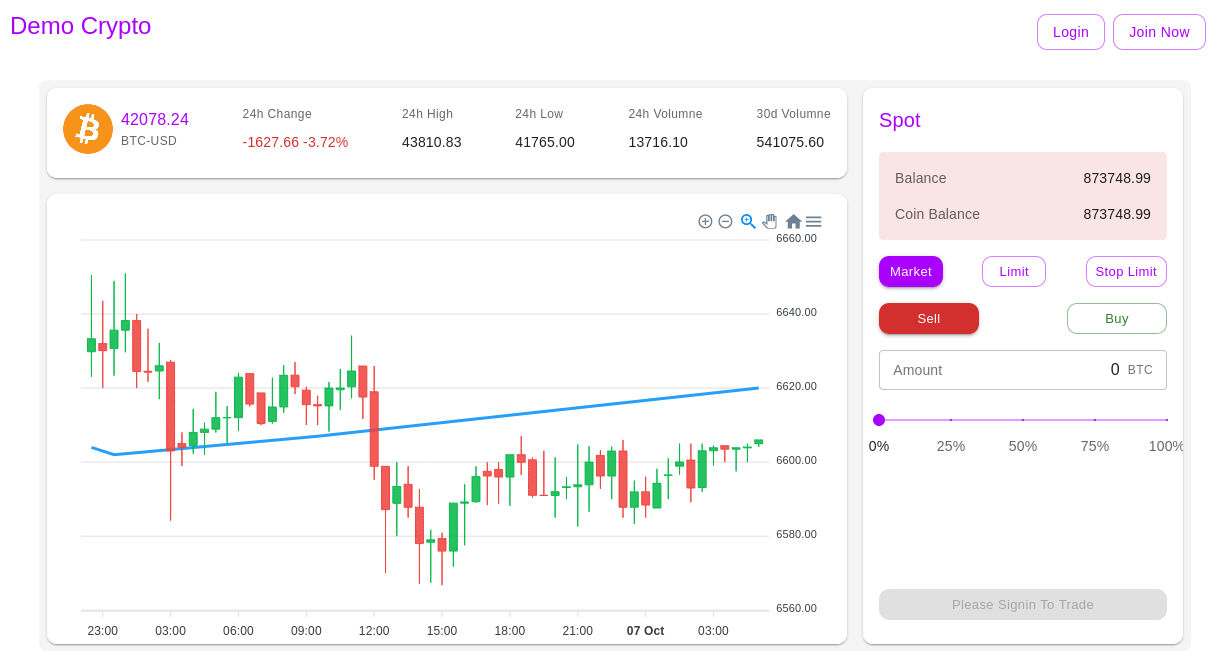 Demo Crypto
Login
Join Now
42078.24
BTC-USD
24h Change
-1627.66 -3.72%
24h High
43810.83
24h Low
41765.00
24h Volumne
13716.10
30d Volumne
541075.60
6660.00
6640.00
6620.00
6600.00
6580.00
6560.00
23:00 03:00 06:00 09:00 12:00 15:00 18:00 21:00 07 Oct 03:00
Spot
Balance 873748.99
Coin Balance 873748.99
Market Limit Stop Limit
Sell Buy
Amount 0 BTC
0% 25% 50% 75% 100%
Please Signin To Trade